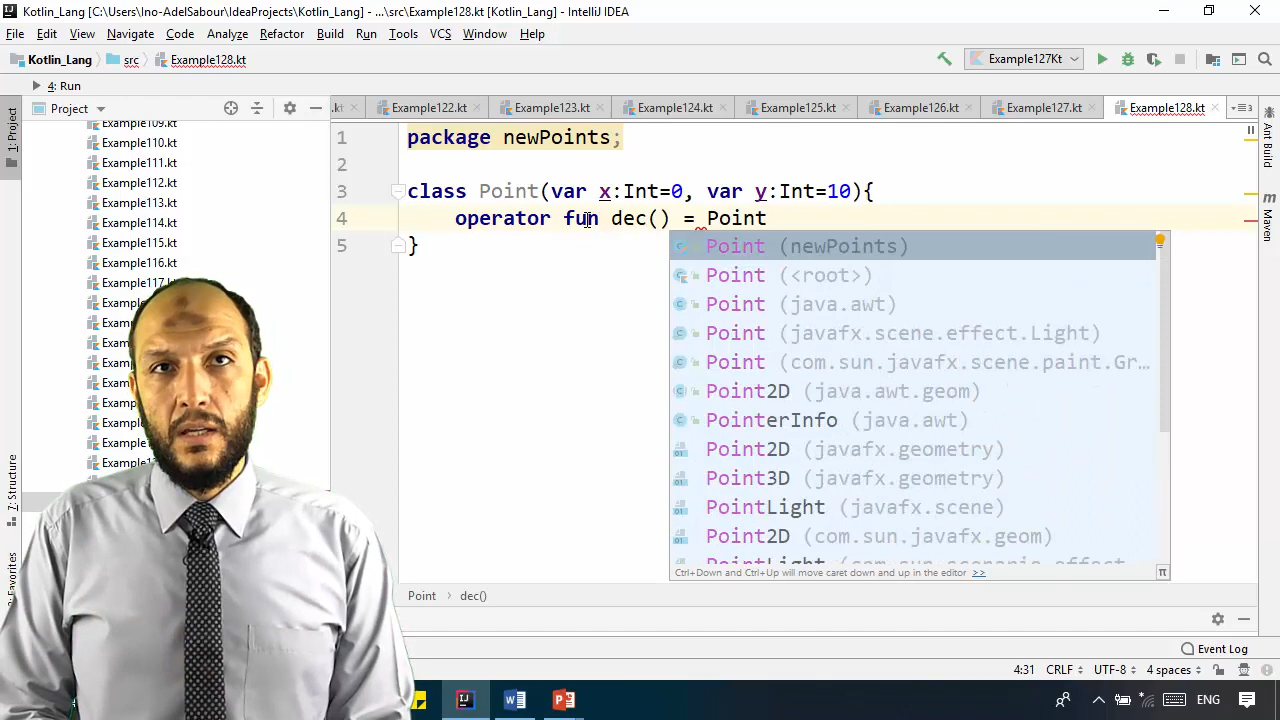 Kotlin_Lang [C:\Users\Ino-AdelSabour\IdeaProjects\Kotlin_Lang] - ...\src\Example128.kt [Kotlin_Lang] - IntelliJ IDEA
File Edit View Navigate Code Analyze Refactor Build Run Tools VCS Window Help
Kotlin_Lang src Example128.kt Example127Kt
4: Run
1: Project
Project
.kt Example122.kt Example123.kt Example124.kt Example125.kt Example126.kt Example127.kt Example128.kt
Example109.kt
Example110.kt
Example111.kt
Example112.kt
Example113.kt
Example114.kt
Example115.kt
Example116.kt
Example117.k
Exampl
Exampl
Exam
Exam
Exam
Exam
Exam
Exam
Exampl
1 package newPoints;
2
3 class Point(var x:Int=0, var y:Int=10){
4 operator fun dec() = Point
5 }
Point (newPoints)
Point (<root>)
Point (java.awt)
Point (javafx.scene.effect.Light)
Point (com.sun.javafx.scene.paint.Gr...
Point2D (java.awt.geom)
PointerInfo (java.awt)
Point2D (javafx.geometry)
Point3D (javafx.geometry)
PointLight (javafx.scene)
Point2D (com.sun.javafx.geom)
PointLight (com.sun.scenario.effect
Ctrl+Down and Ctrl+Up will move caret down and up in the editor >> π
Ant Build
Maven
Z: Structure
Favorites
Point dec()
Event Log
4:31 CRLF UTF-8 4 spaces
ENG